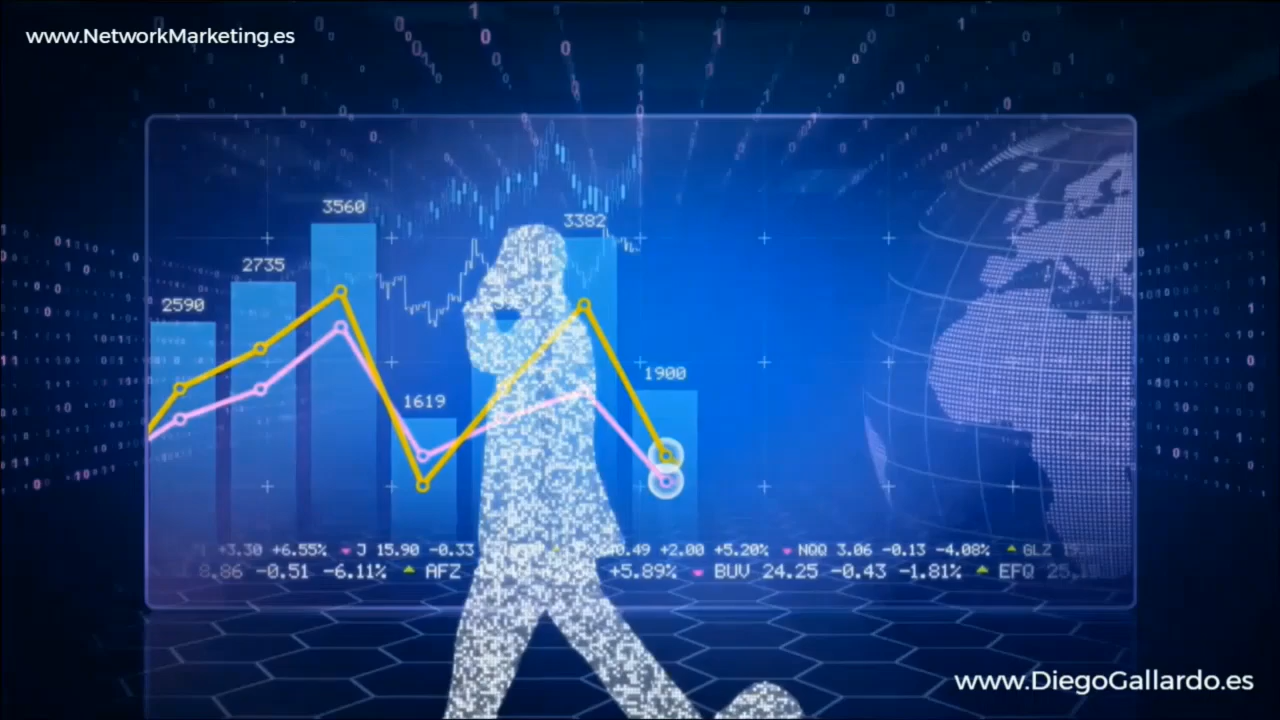 www.NetworkMarketing.es
3560
3382
2735
2590
1900
1619
+3.30 +6.55% J 15.90 -0.33 .49 +2.00 +5.20% NQQ 3.06 -0.13 -4.08% GLZ
8.86 -0.51 -6.11% AFZ +5.89% BUV 24.25 -0.43 -1.81% EFQ
www.DiegoGallardo.es